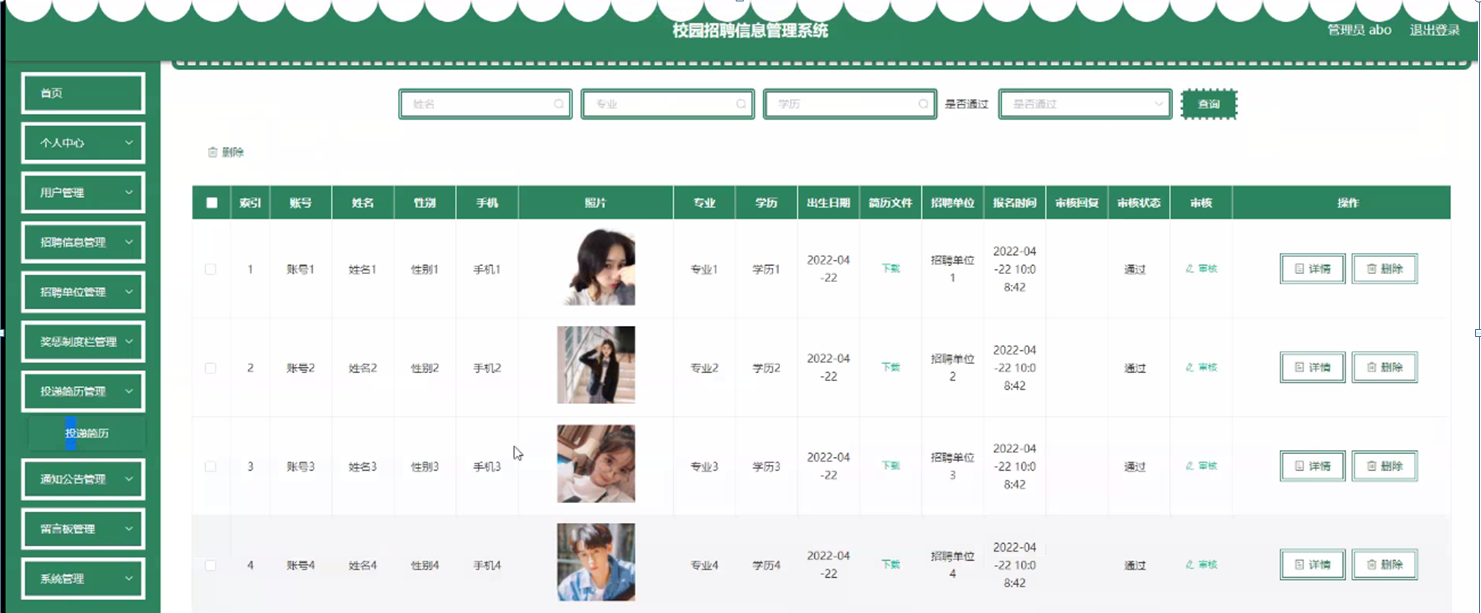 校园招聘信息管理系统
管理员 abo 退出登录
首页
个人中心
用户管理
招聘信息管理
招聘单位管理
奖惩制度栏管理
投递简历管理
投递简历
通知公告管理
留言板管理
系统管理
姓名 专业 学历 是否通过 是否通过 查询
删除
索引 账号 姓名 性别 手机 照片 专业 学历 出生日期 简历文件 招聘单位 报名时间 审核回复 审核状态 审核 操作
1 账号1 姓名1 性别1 手机1 专业1 学历1 2022-04-22 下载 招聘单位1 2022-04-22 10:08:42 通过 审核 详情 删除
2 账号2 姓名2 性别2 手机2 专业2 学历2 2022-04-22 下载 招聘单位2 2022-04-22 10:08:42 通过 审核 详情 删除
3 账号3 姓名3 性别3 手机3 专业3 学历3 2022-04-22 下载 招聘单位3 2022-04-22 10:08:42 通过 审核 详情 删除
4 账号4 姓名4 性别4 手机4 专业4 学历4 2022-04-22 下载 招聘单位4 2022-04-22 10:08:42 通过 审核 详情 删除